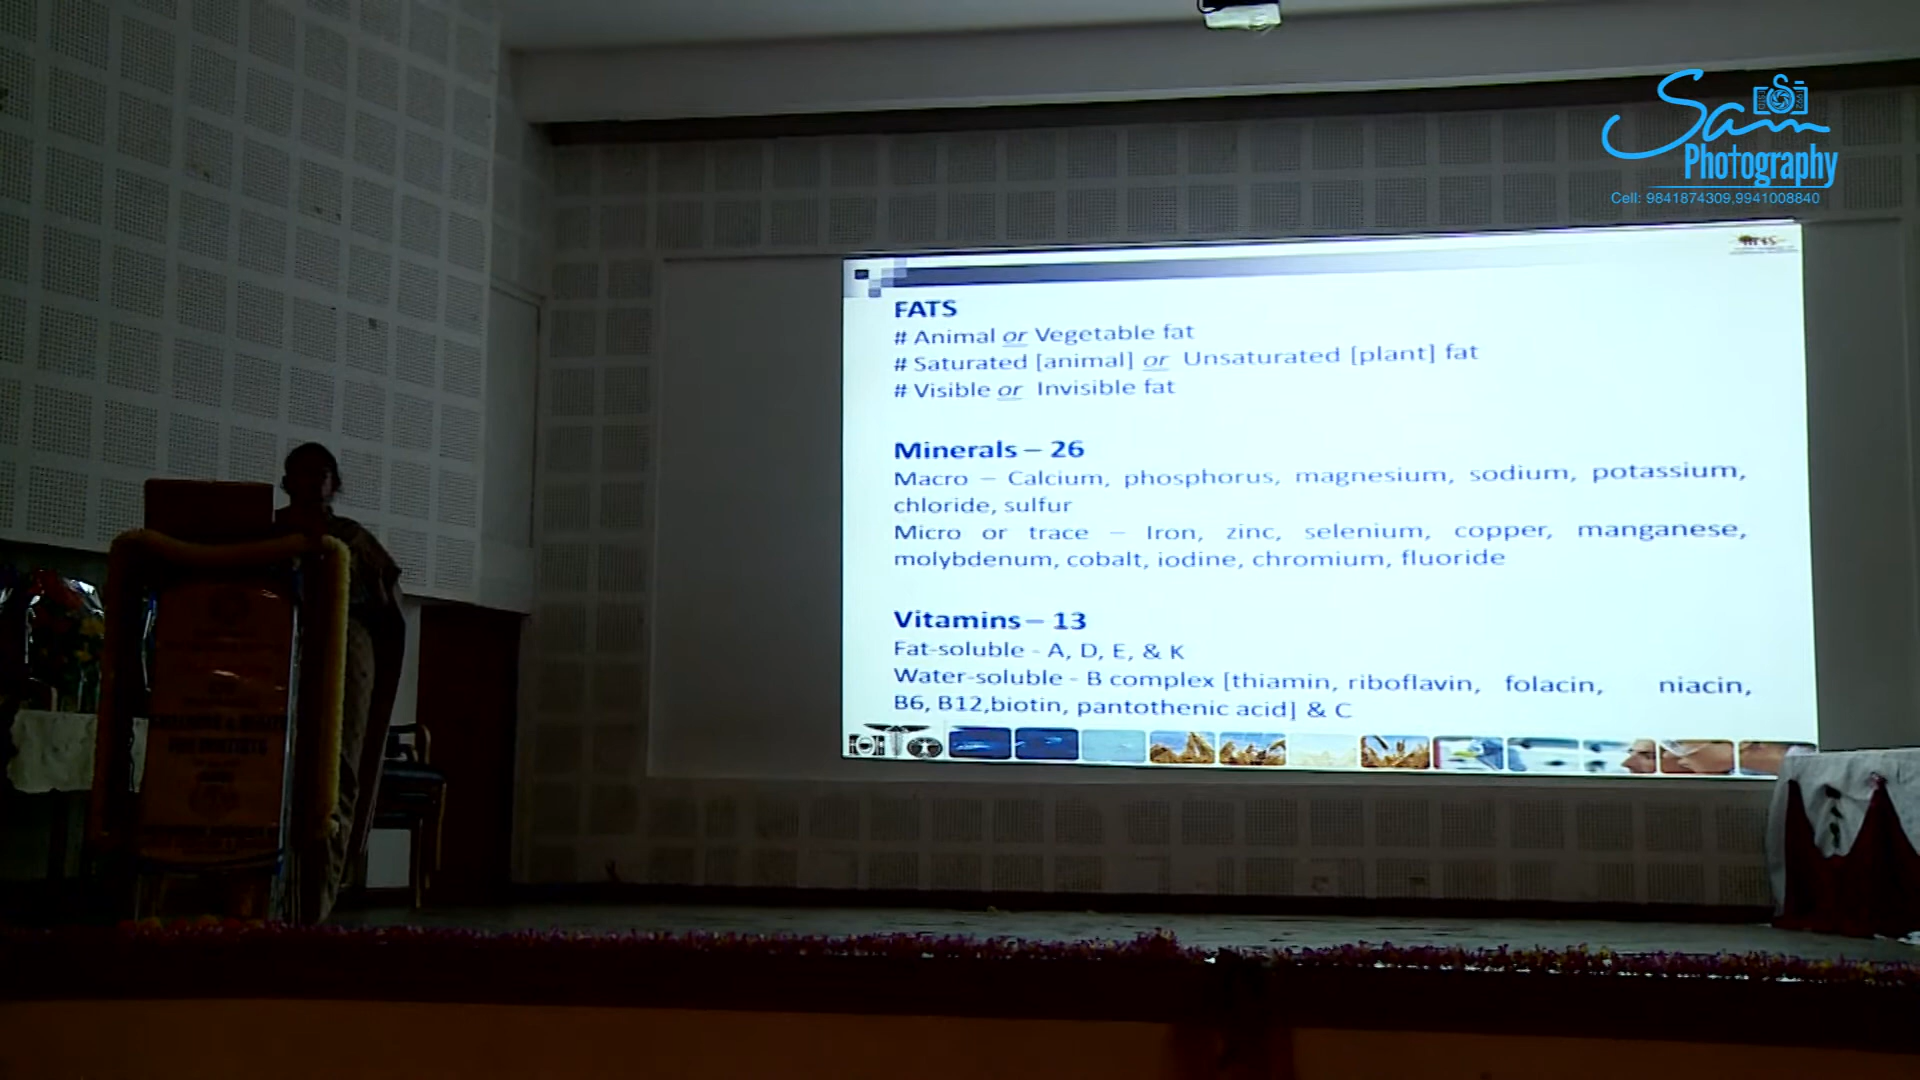 Sam
Photography
Cell: 9841874309,9941008840
FATS
# Animal or Vegetable fat
# Saturated [animal] or Unsaturated [plant] fat
# Visible or Invisible fat
Minerals – 26
Macro – Calcium, phosphorus, magnesium, sodium, potassium,
chloride, sulfur
Micro or trace – Iron, zinc, selenium, copper, manganese,
molybdenum, cobalt, iodine, chromium, fluoride
Vitamins – 13
Fat-soluble - A, D, E, & K
Water-soluble - B complex [thiamin, riboflavin, folacin, niacin,
B6, B12,biotin, pantothenic acid] & C